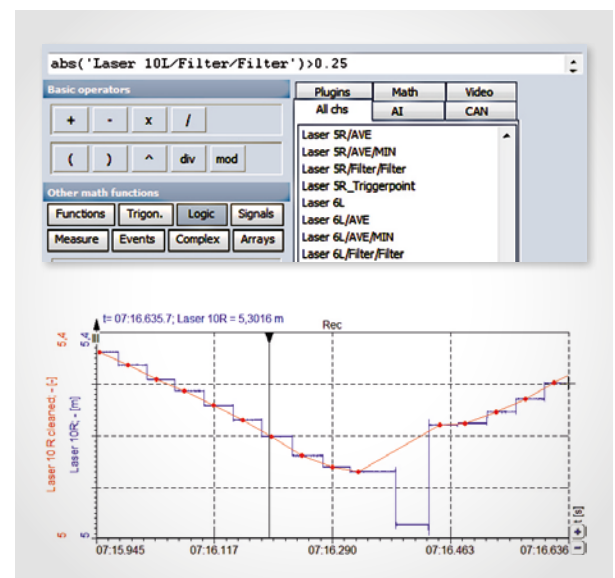 abs('Laser 10L/Filter/Filter')>0.25
Basic operators
+ - x /
( ) ^ div mod
Other math functions
Functions Trigon. Logic Signals
Measure Events Complex Arrays
Plugins Math Video
All chs AI CAN
Laser 5R/AVE
Laser 5R/AVE/MIN
Laser 5R/Filter/Filter
Laser 5R_Triggerpoint
Laser 6L
Laser 6L/AVE
Laser 6L/AVE/MIN
Laser 6L/Filter/Filter
t= 07:16.635.7; Laser 10R = 5,3016 m
Rec
5,4
5,4
Laser 10 R cleaned; - [-]
Laser 10R; - [m]
5
5
t [s]
+
-
07:15.945 07:16.117 07:16.290 07:16.463 07:16.636